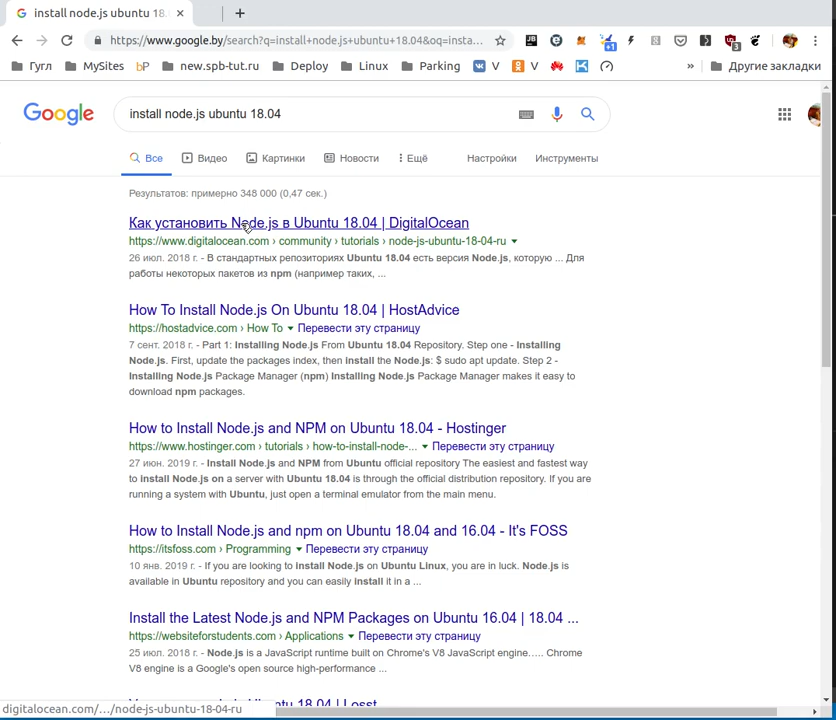 install node.js ubuntu 18.
https://www.google.by/search?q=install+node.js+ubuntu+18.04&oq=insta...
+1
3
Гугл MySites bP new.spb-tut.ru Deploy Linux Parking V V » Другие закладки
Google install node.js ubuntu 18.04
Все Видео Картинки Новости Ещё Настройки Инструменты
Результатов: примерно 348 000 (0,47 сек.)
Как установить Node.js в Ubuntu 18.04 | DigitalOcean
https://www.digitalocean.com › community › tutorials › node-js-ubuntu-18-04-ru
26 июл. 2018 г. - В стандартных репозиториях Ubuntu 18.04 есть версия Node.js, которую ... Для
работы некоторых пакетов из npm (например таких, ...
How To Install Node.js On Ubuntu 18.04 | HostAdvice
https://hostadvice.com › How To Перевести эту страницу
7 сент. 2018 г. - Part 1: Installing Node.js From Ubuntu 18.04 Repository. Step one - Installing
Node.js. First, update the packages index, then install the Node.js: $ sudo apt update. Step 2 -
Installing Node.js Package Manager (npm) Installing Node.js Package Manager makes it easy to
download npm packages.
How to Install Node.js and NPM on Ubuntu 18.04 - Hostinger
https://www.hostinger.com › tutorials › how-to-install-node-... Перевести эту страницу
27 июн. 2019 г. - Install Node.js and NPM from Ubuntu official repository The easiest and fastest way
to install Node.js on a server with Ubuntu 18.04 is through the official distribution repository. If you are
running a system with Ubuntu, just open a terminal emulator from the main menu.
How to Install Node.js and npm on Ubuntu 18.04 and 16.04 - It's FOSS
https://itsfoss.com › Programming Перевести эту страницу
10 янв. 2019 г. - If you are looking to install Node.js on Ubuntu Linux, you are in luck. Node.js is
available in Ubuntu repository and you can easily install it in a ...
Install the Latest Node.js and NPM Packages on Ubuntu 16.04 | 18.04 ...
https://websiteforstudents.com › Applications Перевести эту страницу
25 июл. 2018 г. - Node.js is a JavaScript runtime built on Chrome's V8 JavaScript engine..... Chrome
V8 engine is a Google's open source high-performance ...
Ubuntu 18.04 | Losst
digitalocean.com/.../node-js-ubuntu-18-04-ru